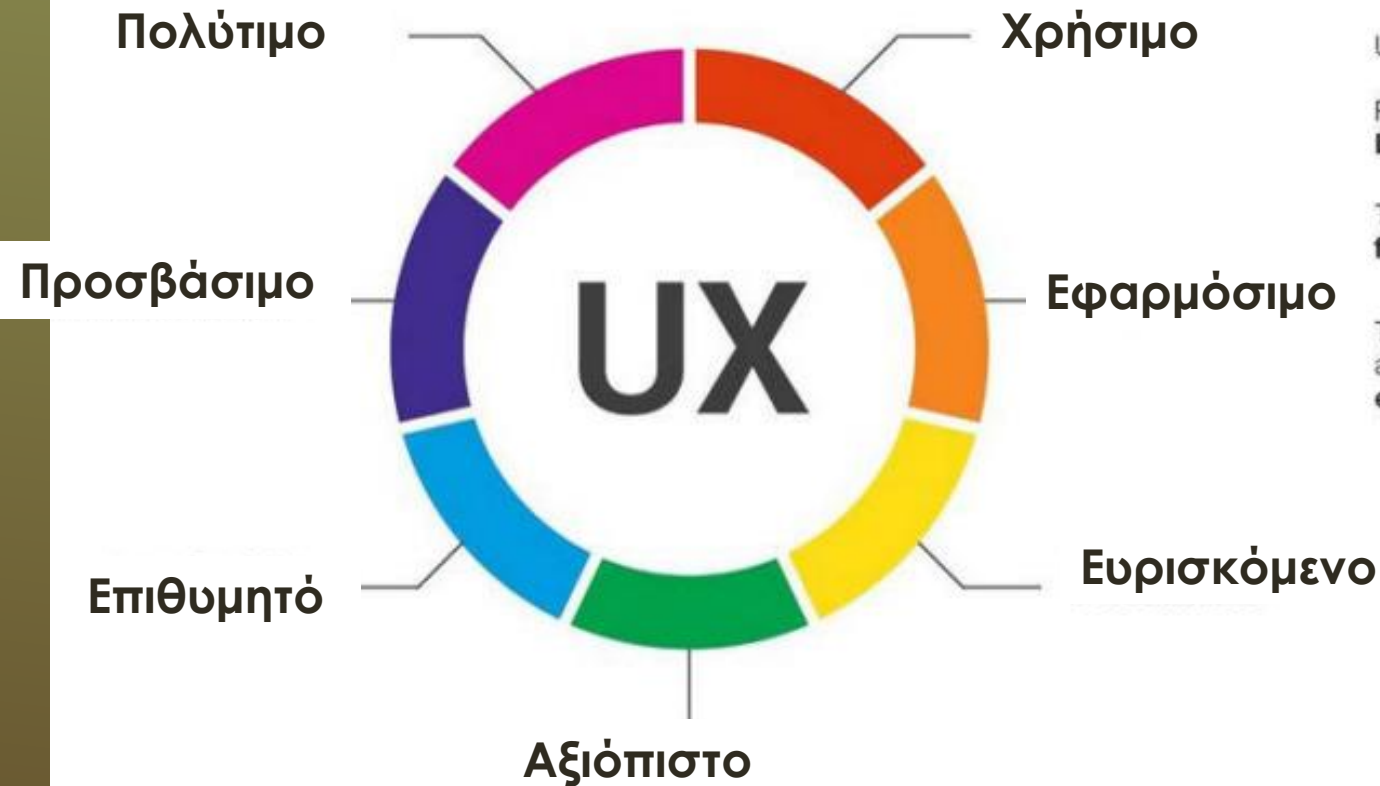 Πολύτιμο
Χρήσιμο
Προσβάσιμο
Εφαρμόσιμο
UX
Επιθυμητό
Ευρισκόμενο
Αξιόπιστο